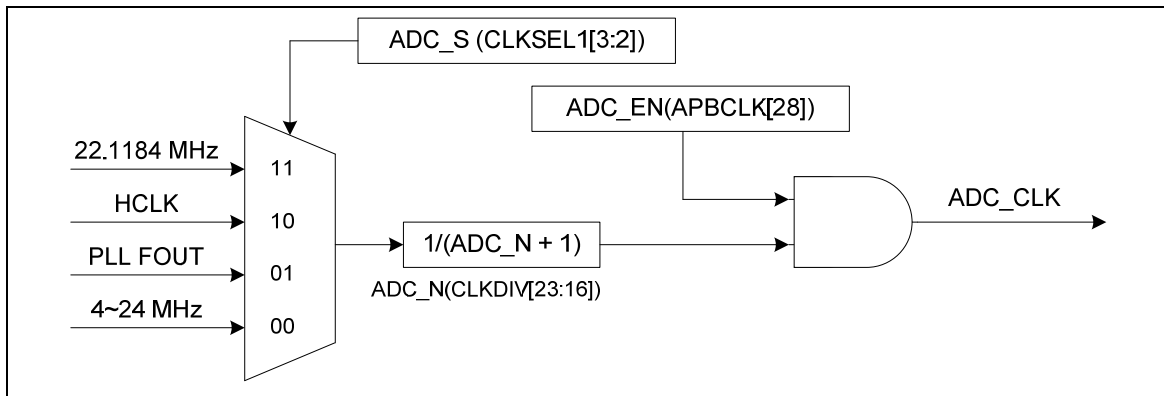 ADC_S (CLKSEL1[3:2])
ADC_EN(APBCLK[28])
22.1184 MHz
11
HCLK
10
PLL FOUT
01
4~24 MHz
00
1/(ADC_N + 1)
ADC_N(CLKDIV[23:16])
ADC_CLK